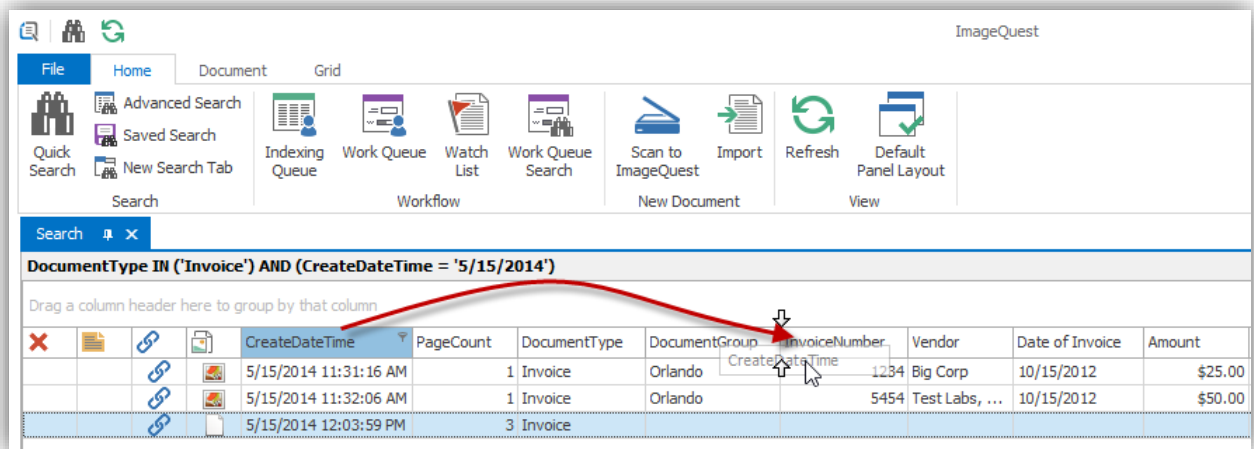 ImageQuest
File Home Document Grid
Quick Search
Advanced Search
Saved Search
New Search Tab
Search
Indexing Queue
Work Queue
Watch List
Work Queue Search
Workflow
Scan to ImageQuest
Import
New Document
Refresh
Default Panel Layout
View
Search
DocumentType IN ('Invoice') AND (CreateDateTime = '5/15/2014')
Drag a column header here to group by that column
CreateDateTime PageCount DocumentType DocumentGroup InvoiceNumber Vendor Date of Invoice Amount
CreateDateTime
5/15/2014 11:31:16 AM 1 Invoice Orlando 1234 Big Corp 10/15/2012 $25.00
5/15/2014 11:32:06 AM 1 Invoice Orlando 5454 Test Labs, ... 10/15/2012 $50.00
5/15/2014 12:03:59 PM 3 Invoice